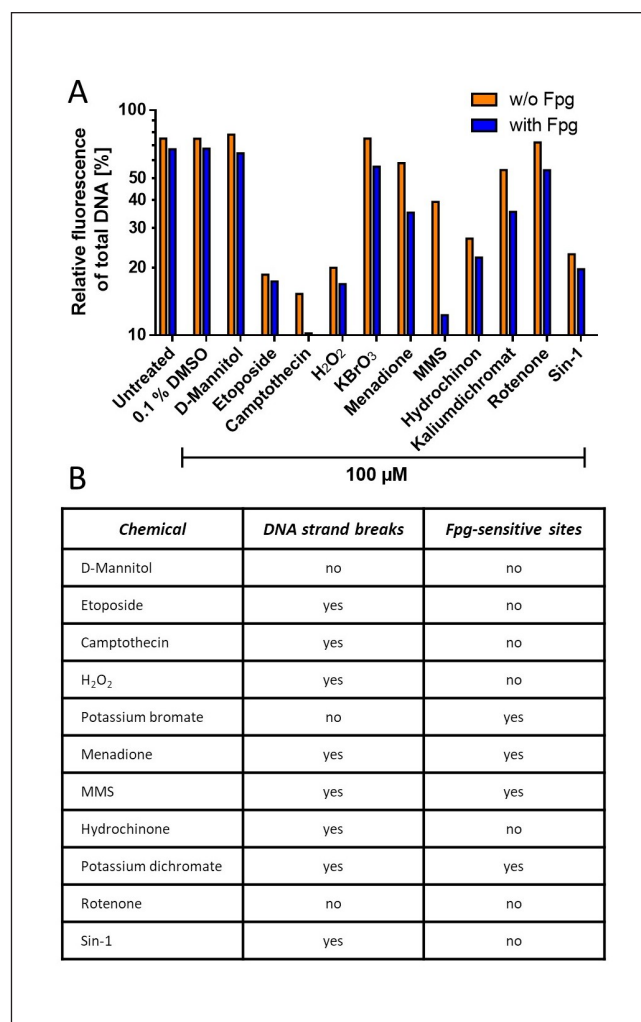 A
w/o Fpg
with Fpg
Relative fluorescence
of total DNA [%]
100
50
40
30
20
10
Untreated
0.1 % DMSO
D-Mannitol
Etoposide
Camptothecin
H₂O₂
KBrO₃
Menadione
MMS
Hydrochinon
Kaliumdichromat
Rotenone
Sin-1
100 µM
B
Chemical DNA strand breaks Fpg-sensitive sites
D-Mannitol no no
Etoposide yes no
Camptothecin yes no
H₂O₂ yes no
Potassium bromate no yes
Menadione yes yes
MMS yes yes
Hydrochinone yes no
Potassium dichromate yes yes
Rotenone no no
Sin-1 yes no